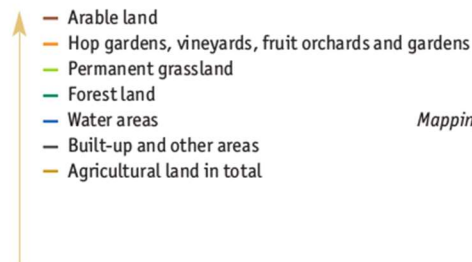 Arable land
Hop gardens, vineyards, fruit orchards and gardens
Permanent grassland
Forest land
Water areas
Built-up and other areas
Agricultural land in total